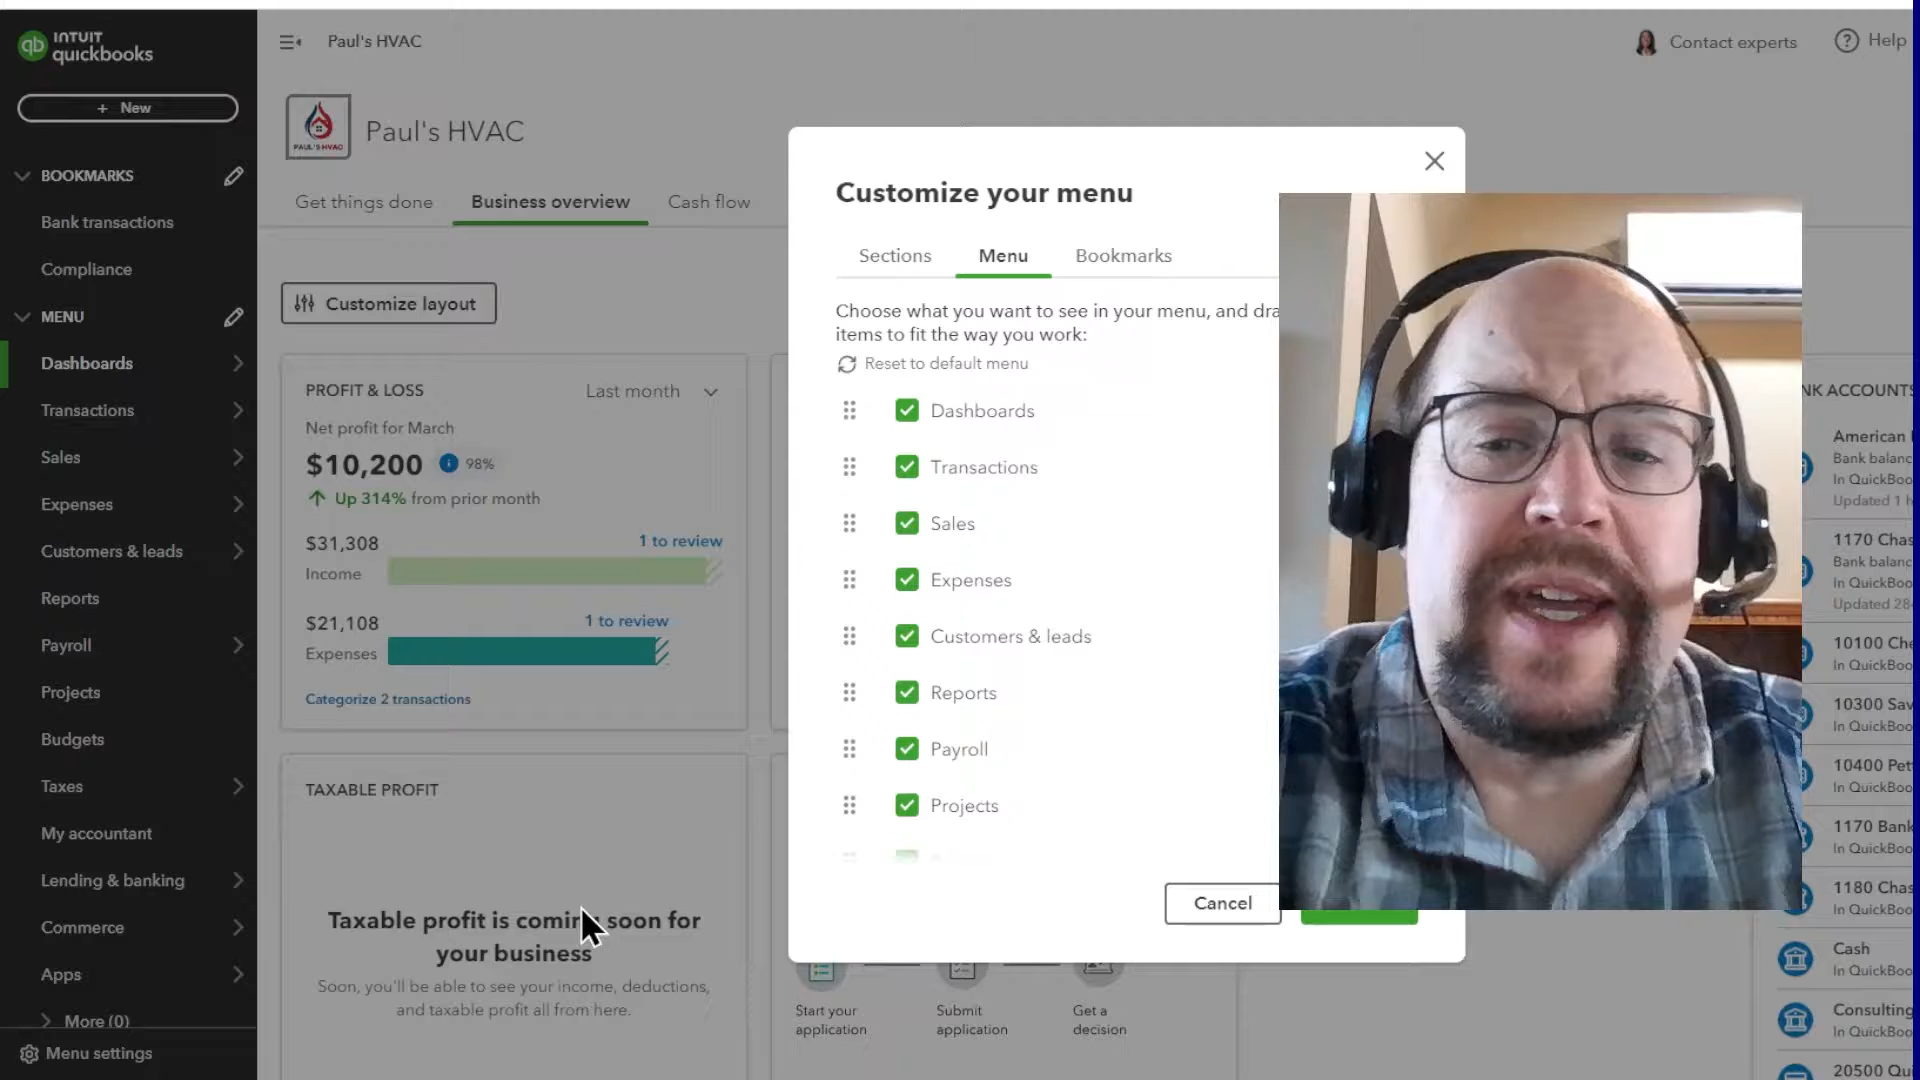 INTUIT
quickbooks
+ New
BOOKMARKS
Bank transactions
Compliance
MENU
Dashboards
Transactions
Sales
Expenses
Customers & leads
Reports
Payroll
Projects
Budgets
Taxes
My accountant
Lending & banking
Commerce
Apps
More (0)
Menu settings
Paul's HVAC
Contact experts
Help
PAUL'S HVAC
Paul's HVAC
Get things done
Business overview
Cash flow
Customize layout
PROFIT & LOSS
Last month
Net profit for March
$10,200
98%
Up 314% from prior month
$31,308
1 to review
Income
$21,108
1 to review
Expenses
Categorize 2 transactions
TAXABLE PROFIT
Taxable profit is coming soon for
your business
Soon, you'll be able to see your income, deductions,
and taxable profit all from here.
Customize your menu
Sections
Menu
Bookmarks
Choose what you want to see in your menu, and dra
items to fit the way you work:
Reset to default menu
Dashboards
Transactions
Sales
Expenses
Customers & leads
Reports
Payroll
Projects
Cancel
Start your
application
Submit
application
Get a
decision
NK ACCOUNTS
American
Bank balanc
In QuickBoo
Updated 1 h
1170 Chas
Bank balanc
In QuickBoo
Updated 28
10100 Che
In QuickBoo
10300 Sav
In QuickBoo
10400 Pett
In QuickBoo
1170 Bank
In QuickBoo
1180 Chas
In QuickBoo
Cash
In QuickBoo
Consulting
In QuickBoo
20500 Qui